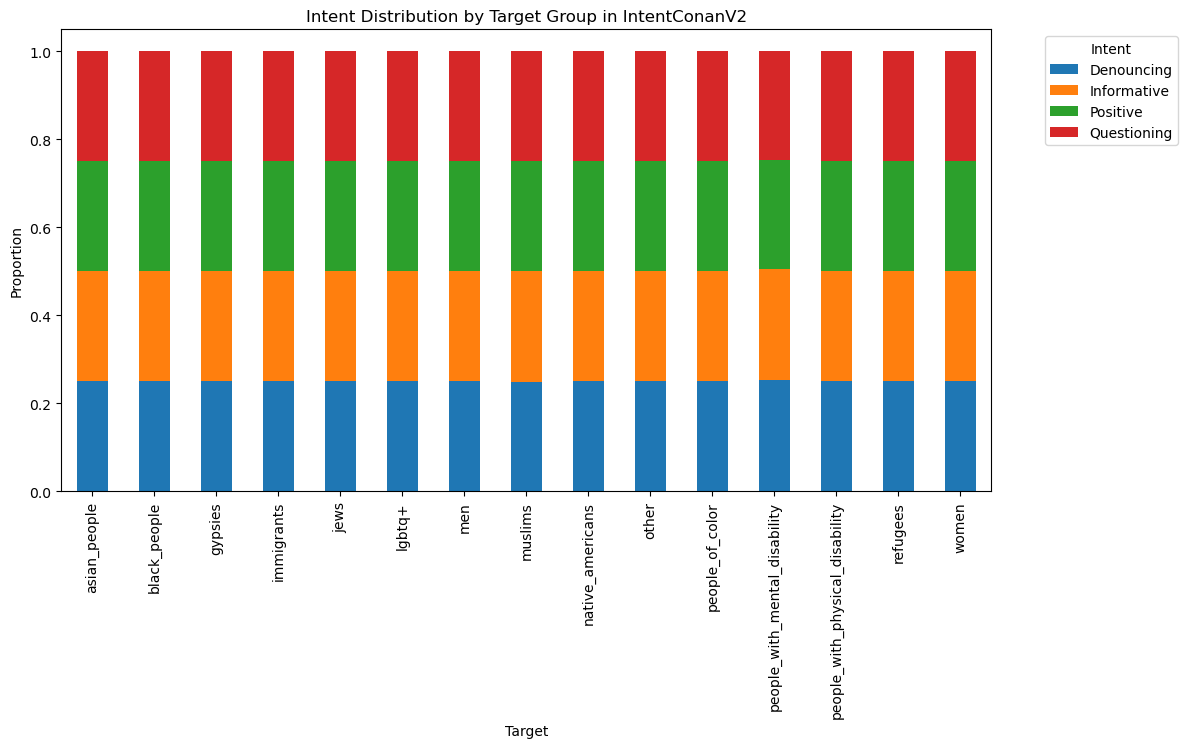 Intent Distribution by Target Group in IntentConanV2
Intent
Denouncing
Informative
Positive
Questioning
Proportion
1.0
0.8
0.6
0.4
0.2
0.0
asian_people
black_people
gypsies
immigrants
jews
lgbtq+
men
muslims
native_americans
other
people_of_color
people_with_mental_disability
people_with_physical_disability
refugees
women
Target